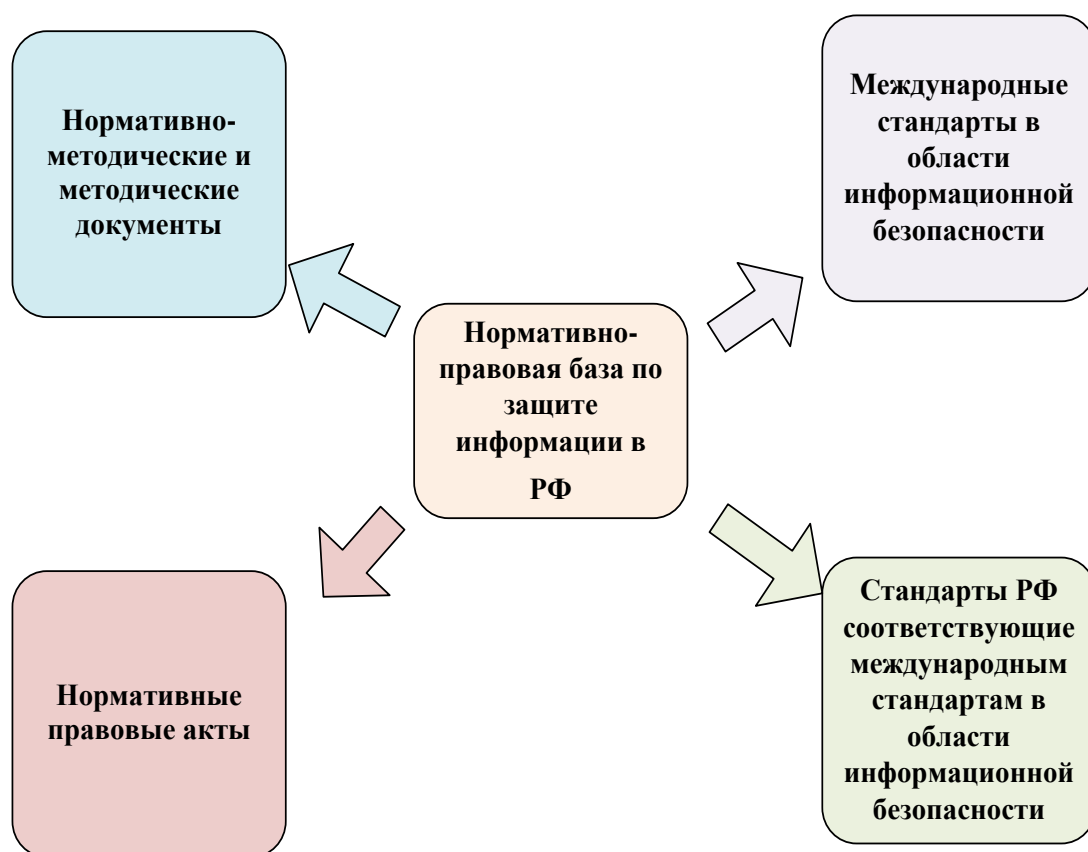 Нормативно-
методические и
методические
документы
Международные
стандарты в
области
информационной
безопасности
Нормативно-
правовая база по
защите
информации в
РФ
Нормативные
правовые акты
Стандарты РФ
соответствующие
международным
стандартам в
области
информационной
безопасности